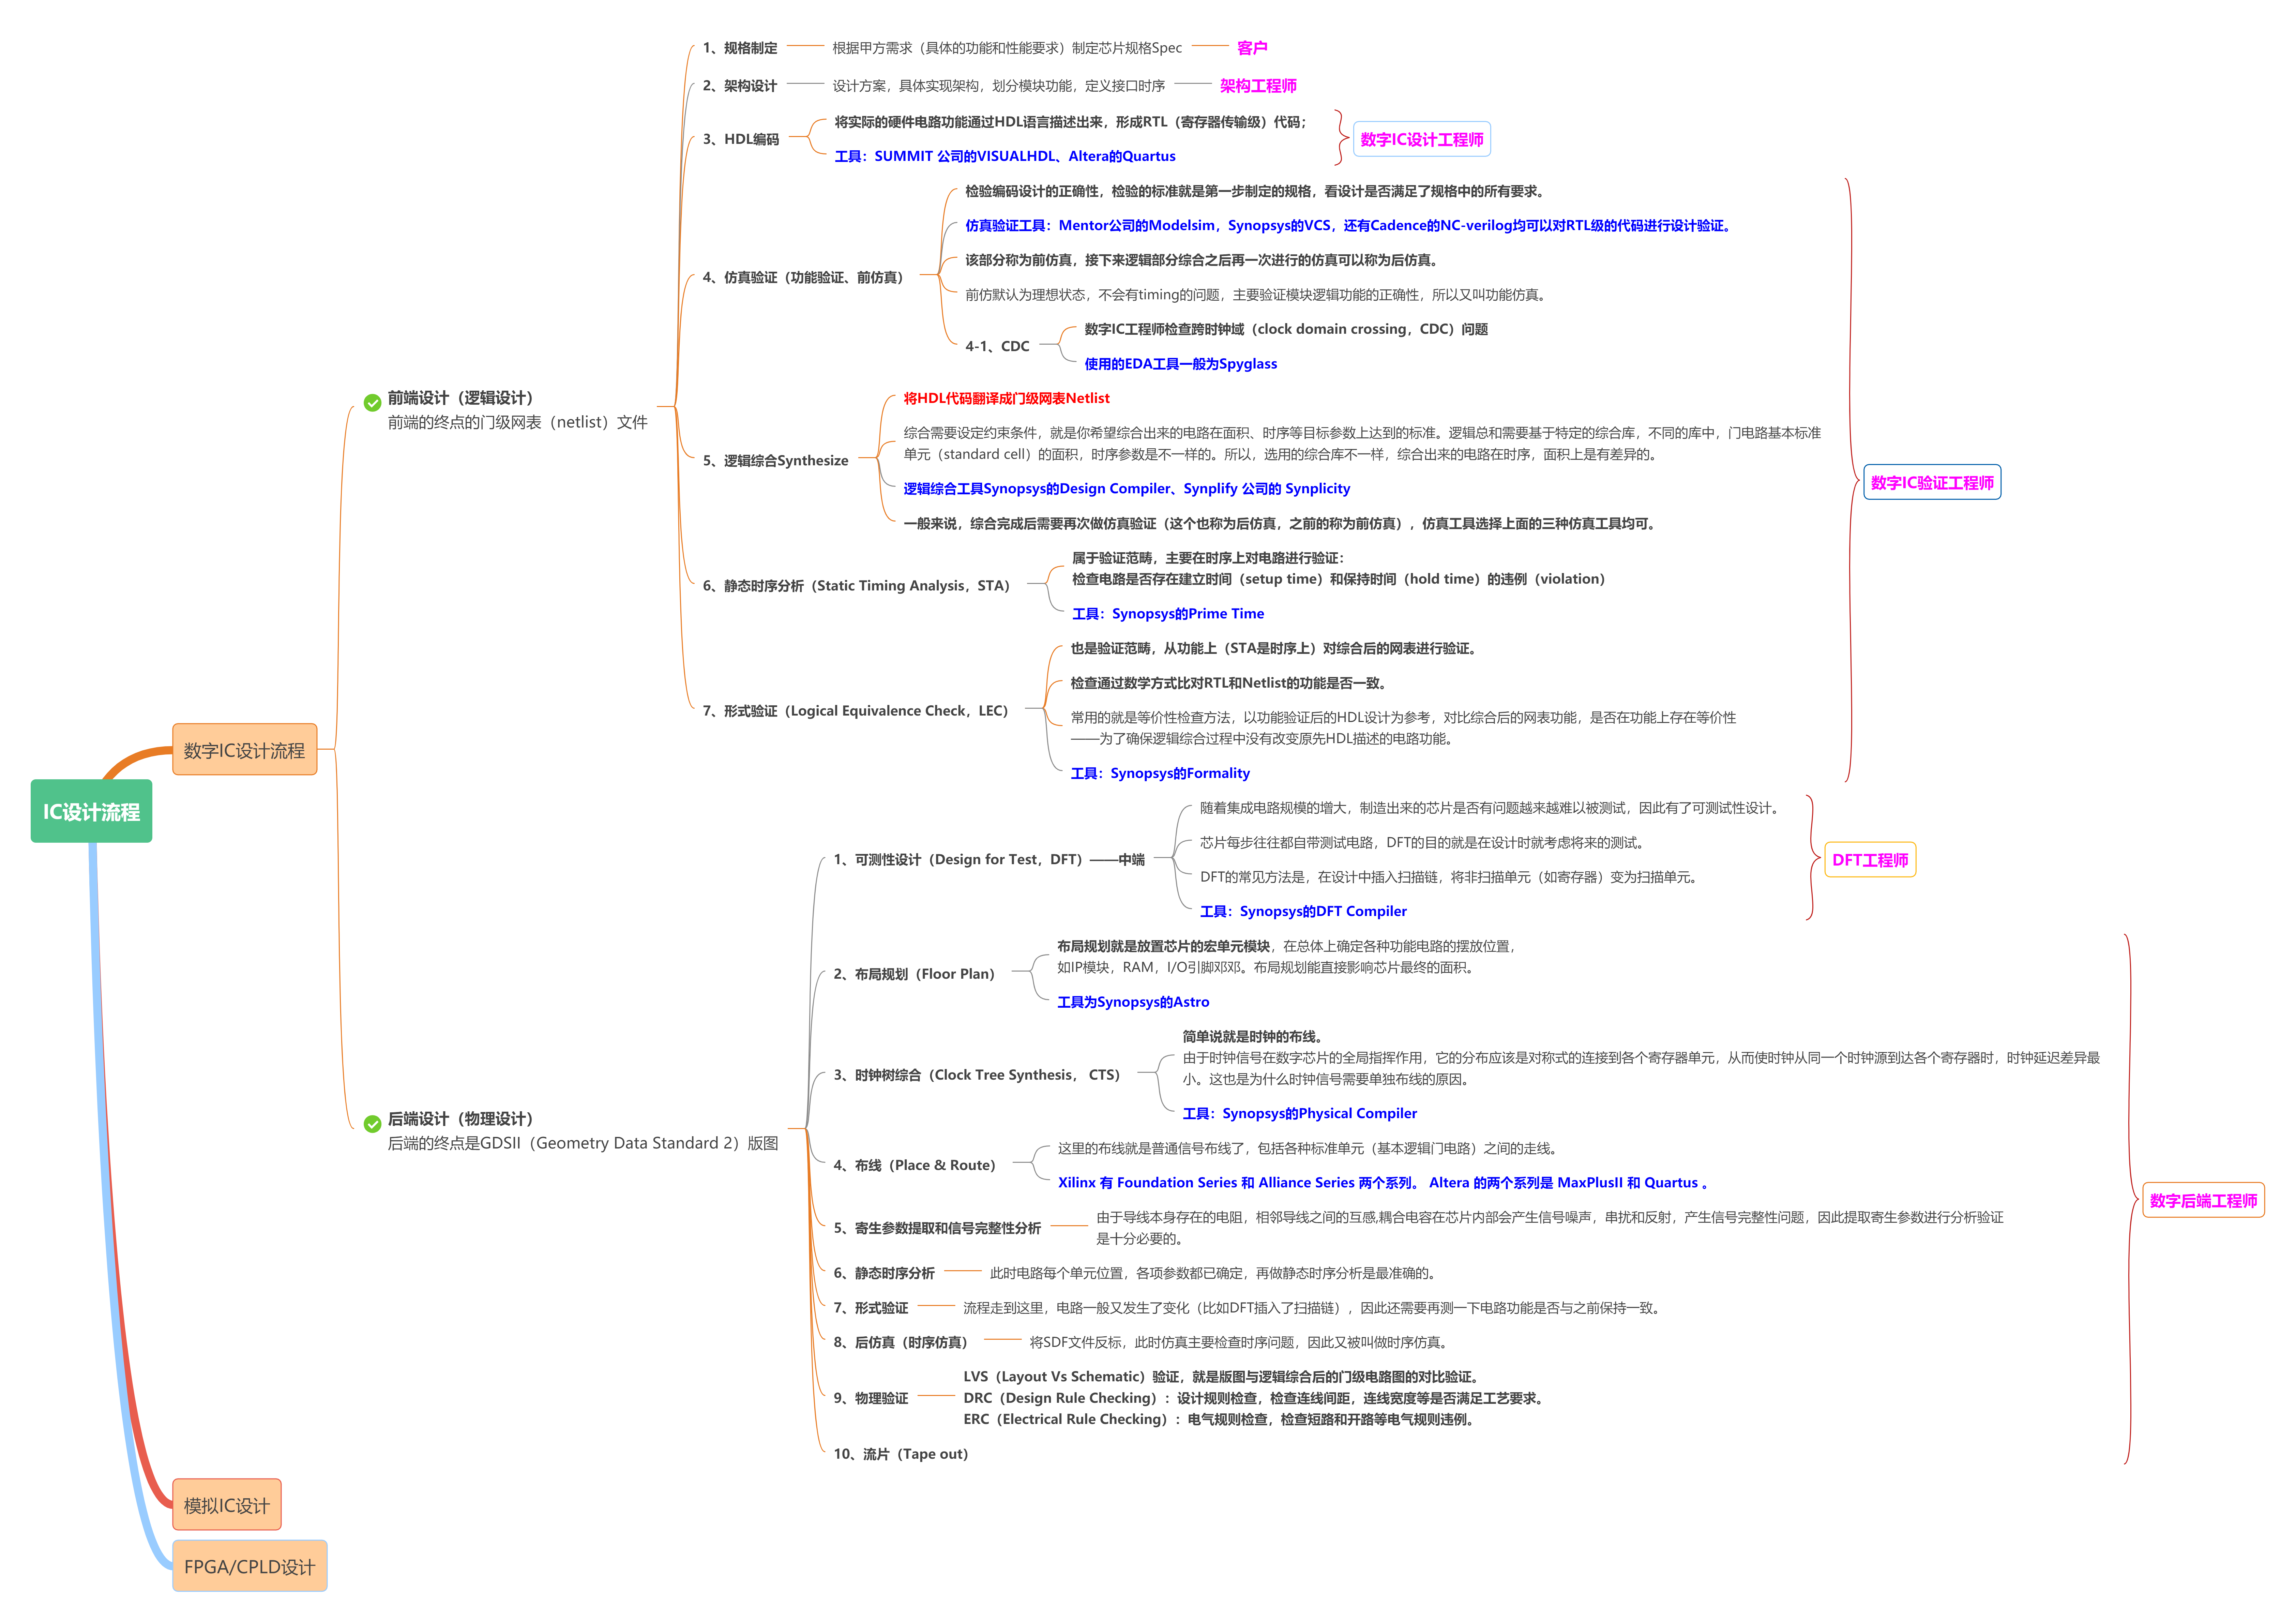 IC设计流程
数字IC设计流程
前端设计（逻辑设计）
前端的终点的门级网表（netlist）文件
1、规格制定
根据甲方需求（具体的功能和性能要求）制定芯片规格Spec
客户
2、架构设计
设计方案，具体实现架构，划分模块功能，定义接口时序
架构工程师
3、HDL编码
将实际的硬件电路功能通过HDL语言描述出来，形成RTL（寄存器传输级）代码；
工具：SUMMIT 公司的VISUALHDL、Altera的Quartus
数字IC设计工程师
4、仿真验证（功能验证、前仿真）
检验编码设计的正确性，检验的标准就是第一步制定的规格，看设计是否满足了规格中的所有要求。
仿真验证工具：Mentor公司的Modelsim，Synopsys的VCS，还有Cadence的NC-verilog均可以对RTL级的代码进行设计验证。
该部分称为前仿真，接下来逻辑部分综合之后再一次进行的仿真可以称为后仿真。
前仿默认为理想状态，不会有timing的问题，主要验证模块逻辑功能的正确性，所以又叫功能仿真。
4-1、CDC
数字IC工程师检查跨时钟域（clock domain crossing，CDC）问题
使用的EDA工具一般为Spyglass
5、逻辑综合Synthesize
将HDL代码翻译成门级网表Netlist
综合需要设定约束条件，就是你希望综合出来的电路在面积、时序等目标参数上达到的标准。逻辑总和需要基于特定的综合库，不同的库中，门电路基本标准
单元（standard cell）的面积，时序参数是不一样的。所以，选用的综合库不一样，综合出来的电路在时序，面积上是有差异的。
逻辑综合工具Synopsys的Design Compiler、Synplify 公司的 Synplicity
一般来说，综合完成后需要再次做仿真验证（这个也称为后仿真，之前的称为前仿真），仿真工具选择上面的三种仿真工具均可。
6、静态时序分析（Static Timing Analysis，STA）
属于验证范畴，主要在时序上对电路进行验证：
检查电路是否存在建立时间（setup time）和保持时间（hold time）的违例（violation）
工具：Synopsys的Prime Time
7、形式验证（Logical Equivalence Check，LEC）
也是验证范畴，从功能上（STA是时序上）对综合后的网表进行验证。
检查通过数学方式比对RTL和Netlist的功能是否一致。
常用的就是等价性检查方法，以功能验证后的HDL设计为参考，对比综合后的网表功能，是否在功能上存在等价性
——为了确保逻辑综合过程中没有改变原先HDL描述的电路功能。
工具：Synopsys的Formality
数字IC验证工程师
后端设计（物理设计）
后端的终点是GDSII（Geometry Data Standard 2）版图
1、可测性设计（Design for Test，DFT）——中端
随着集成电路规模的增大，制造出来的芯片是否有问题越来越难以被测试，因此有了可测试性设计。
芯片每步往往都自带测试电路，DFT的目的就是在设计时就考虑将来的测试。
DFT的常见方法是，在设计中插入扫描链，将非扫描单元（如寄存器）变为扫描单元。
工具：Synopsys的DFT Compiler
DFT工程师
2、布局规划（Floor Plan）
布局规划就是放置芯片的宏单元模块，在总体上确定各种功能电路的摆放位置，
如IP模块，RAM，I/O引脚邓邓。布局规划能直接影响芯片最终的面积。
工具为Synopsys的Astro
3、时钟树综合（Clock Tree Synthesis， CTS）
简单说就是时钟的布线。
由于时钟信号在数字芯片的全局指挥作用，它的分布应该是对称式的连接到各个寄存器单元，从而使时钟从同一个时钟源到达各个寄存器时，时钟延迟差异最
小。这也是为什么时钟信号需要单独布线的原因。
工具：Synopsys的Physical Compiler
4、布线（Place & Route）
这里的布线就是普通信号布线了，包括各种标准单元（基本逻辑门电路）之间的走线。
Xilinx 有 Foundation Series 和 Alliance Series 两个系列。 Altera 的两个系列是 MaxPlusII 和 Quartus 。
5、寄生参数提取和信号完整性分析
由于导线本身存在的电阻，相邻导线之间的互感,耦合电容在芯片内部会产生信号噪声，串扰和反射，产生信号完整性问题，因此提取寄生参数进行分析验证
是十分必要的。
6、静态时序分析
此时电路每个单元位置，各项参数都已确定，再做静态时序分析是最准确的。
7、形式验证
流程走到这里，电路一般又发生了变化（比如DFT插入了扫描链），因此还需要再测一下电路功能是否与之前保持一致。
8、后仿真（时序仿真）
将SDF文件反标，此时仿真主要检查时序问题，因此又被叫做时序仿真。
9、物理验证
LVS（Layout Vs Schematic）验证，就是版图与逻辑综合后的门级电路图的对比验证。
DRC（Design Rule Checking）：设计规则检查，检查连线间距，连线宽度等是否满足工艺要求。
ERC（Electrical Rule Checking）：电气规则检查，检查短路和开路等电气规则违例。
10、流片（Tape out）
数字后端工程师
模拟IC设计
FPGA/CPLD设计